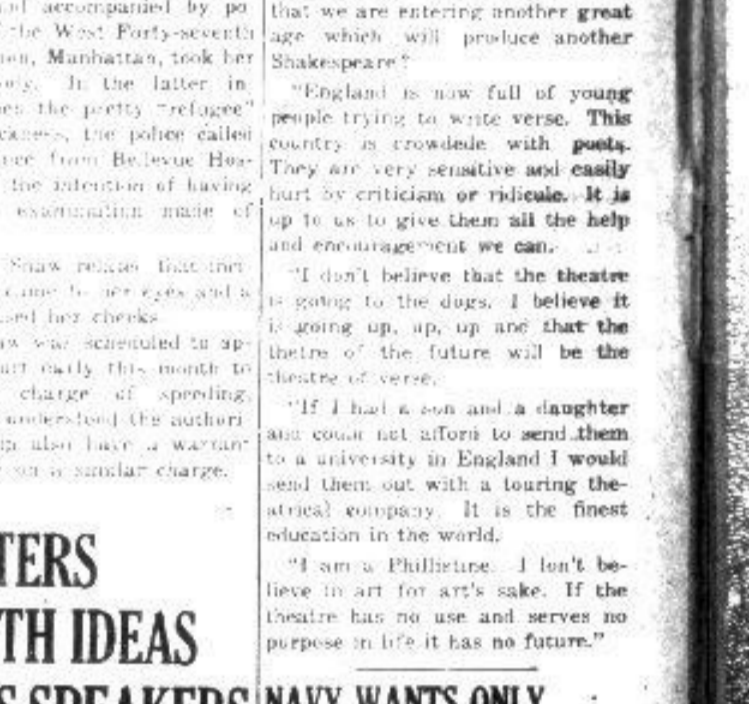 accompanied by po-
the West Forty-seventh
Manhattan, took her
In the latter in-
the pretty "refugee"
the police called
from Bellevue Hos-
the intention of having
examination made of
Shaw
came to her eyes and a
her cheeks
was scheduled to ap-
early this month to
charge of speeding,
understood the authori-
also have a warrant
on a similar charge.
TERS
TH IDEAS
S SPEAKERS
that we are entering another great
age which will produce another
Shakespeare?
"England is now full of young
people trying to write verse. This
country is crowdede with poets.
They are very sensitive and easily
hurt by criticism or ridicule. It is
up to us to give them all the help
and encouragement we can.
"I don't believe that the theatre
is going to the dogs. I believe it
is going up, up, up and that the
thetre of the future will be the
theatre of verse.
"If I had a son and a daughter
and could not afford to send them
to a university in England I would
send them out with a touring the-
atrical company. It is the finest
education in the world.
"I am a Phillistine. I don't be-
lieve in art for art's sake. If the
theatre has no use and serves no
purpose in life it has no future."
NAVY WANTS ONLY